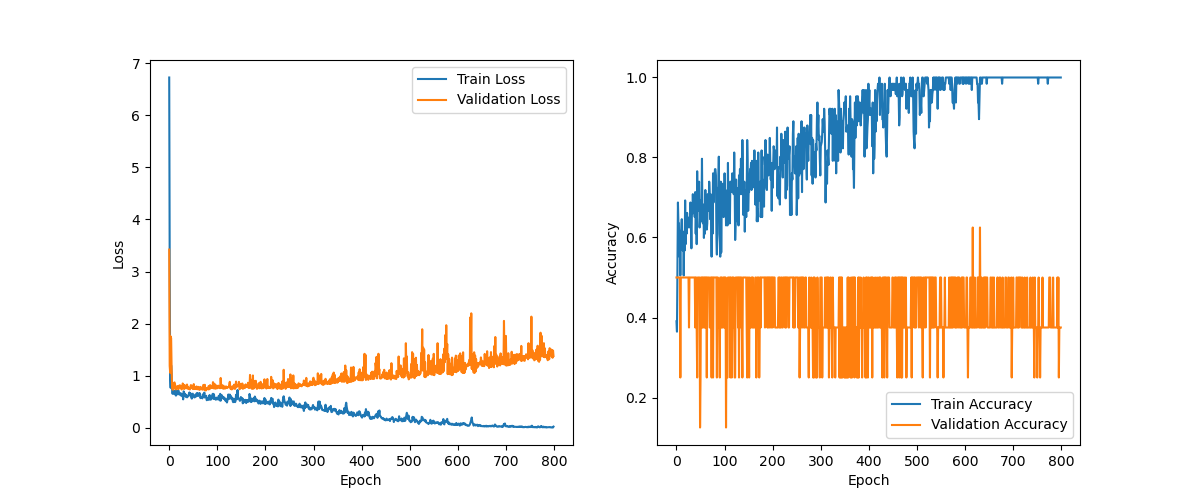 7
6
5
4
3
2
1
0
Loss
0 100 200 300 400 500 600 700 800
Epoch
Train Loss
Validation Loss
1.0
0.8
0.6
0.4
0.2
Accuracy
0 100 200 300 400 500 600 700 800
Epoch
Train Accuracy
Validation Accuracy